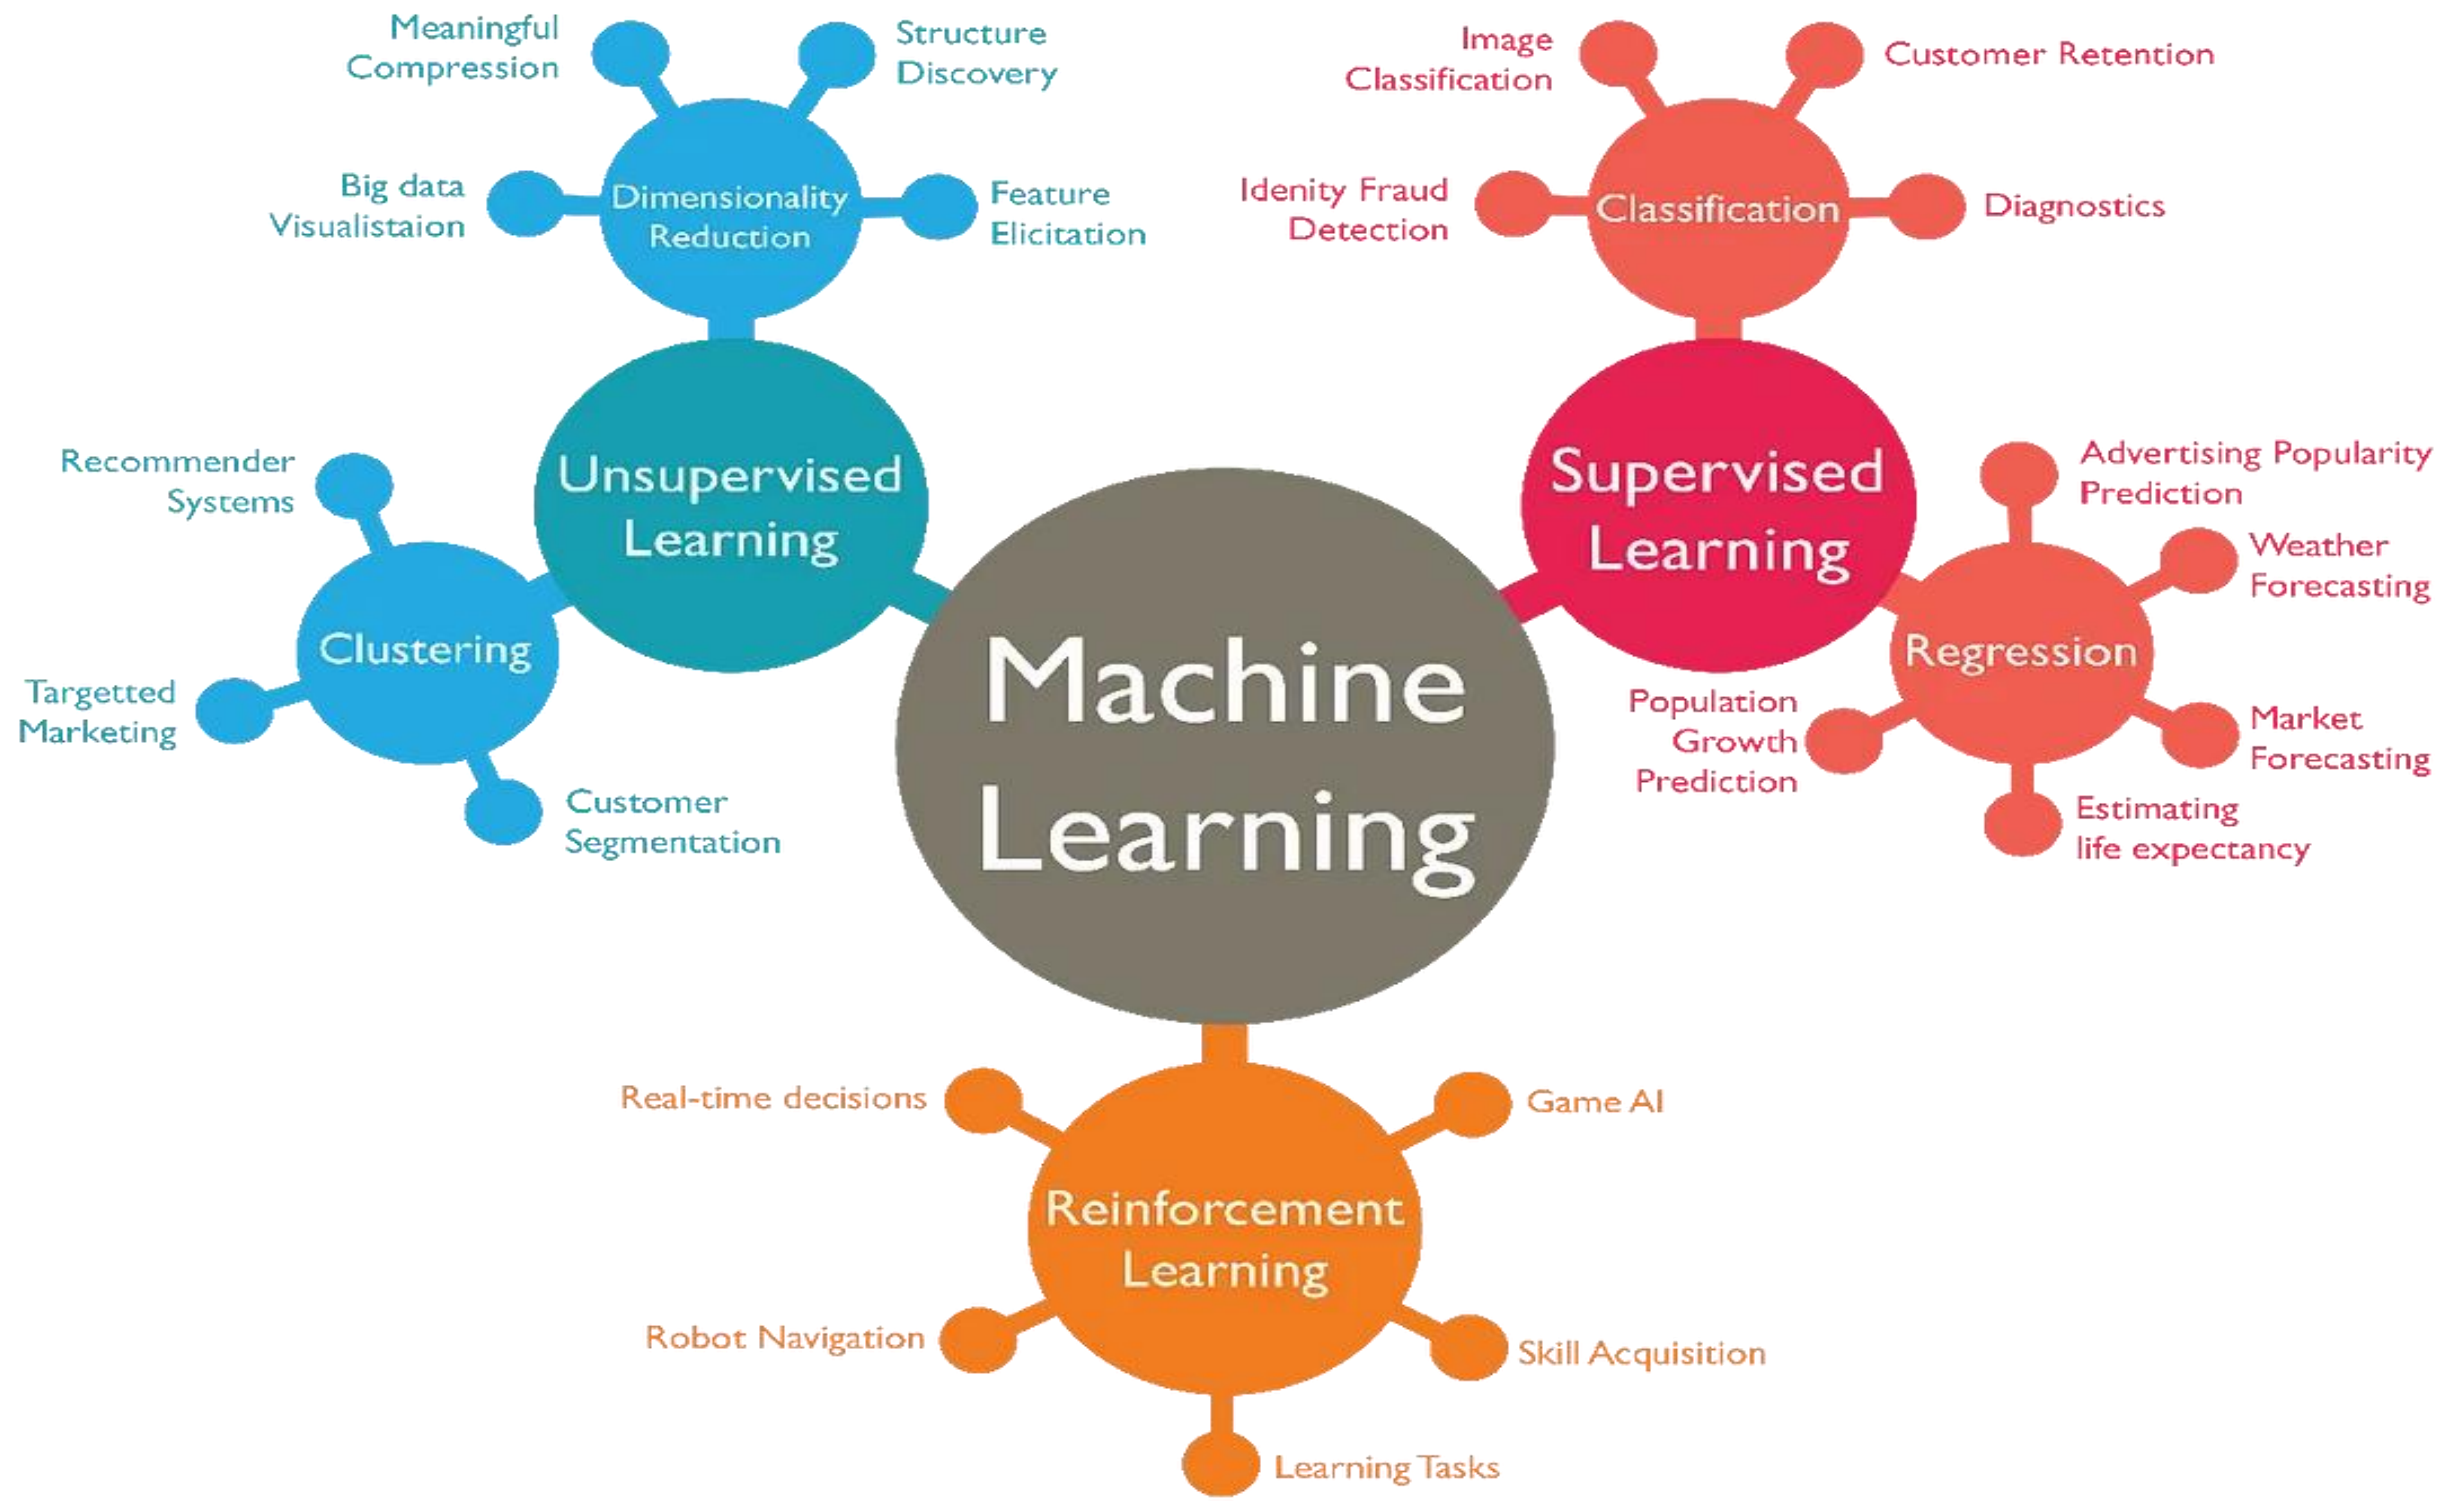 Meaningful
Compression
Structure
Discovery
Big data
Visualistaion
Dimensionality
Reduction
Feature
Elicitation
Image
Classification
Customer Retention
Idenity Fraud
Detection
Classification
Diagnostics
Recommender
Systems
Unsupervised
Learning
Clustering
Targetted
Marketing
Customer
Segmentation
Machine
Learning
Supervised
Learning
Advertising Popularity
Prediction
Weather
Forecasting
Regression
Population
Growth
Prediction
Market
Forecasting
Estimating
life expectancy
Real-time decisions
Game AI
Reinforcement
Learning
Robot Navigation
Skill Acquisition
Learning Tasks